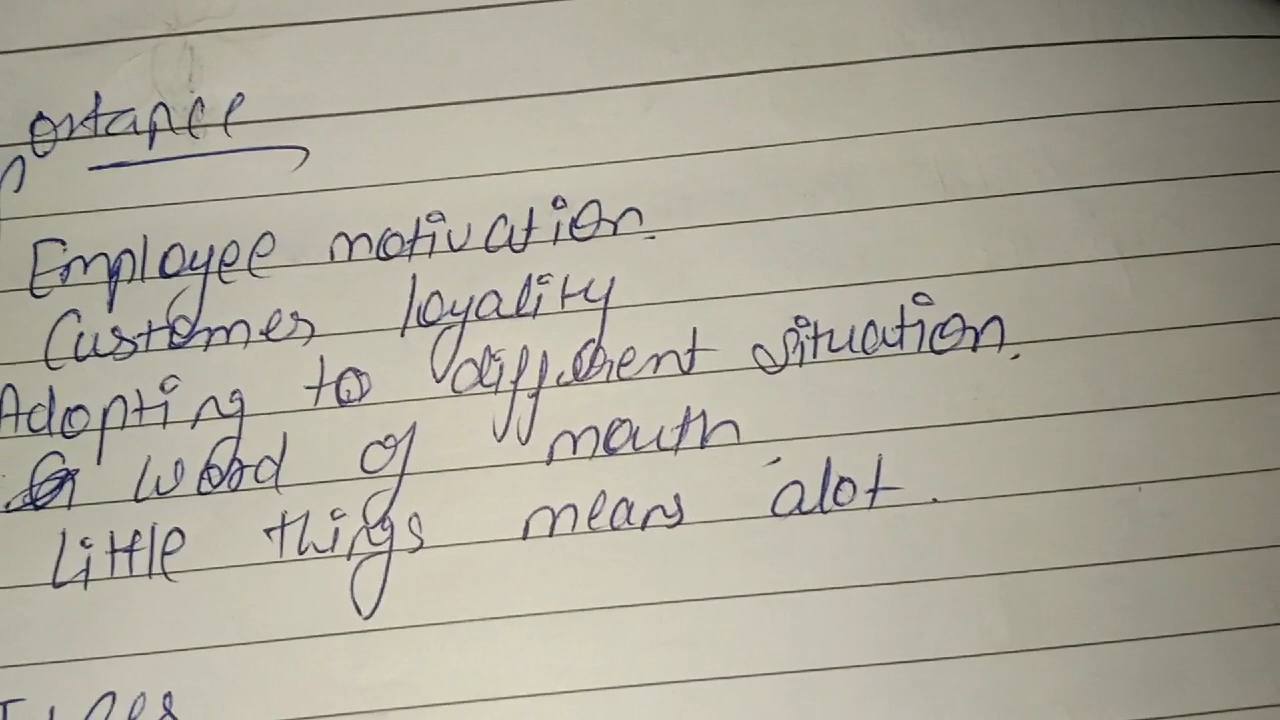 ortance
Employee motivation.
Customer loyality
Adopting to different situation.
word of mouth
Little things means alot.